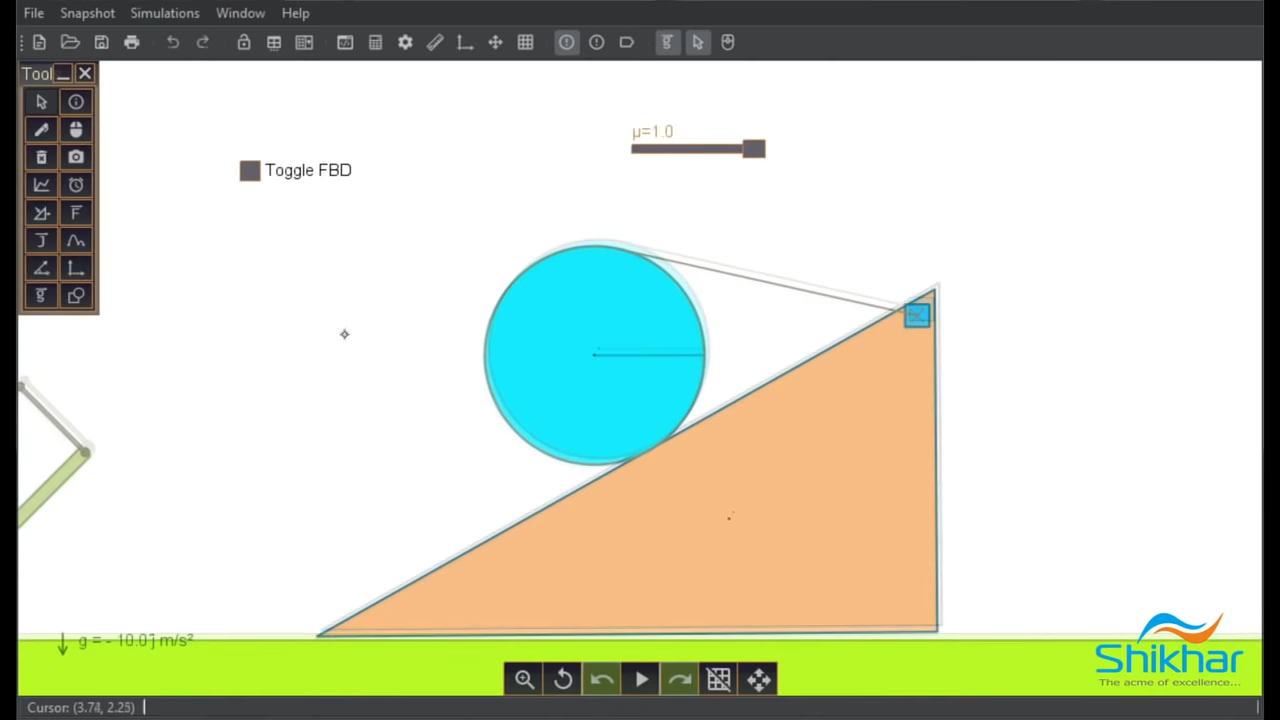 File Snapshot Simulations Window Help
Tool
μ=1.0
Toggle FBD
g = - 10.0 j m/s²
Shikhar
The acme of excellence...
Cursor: (3.74, 2.25)